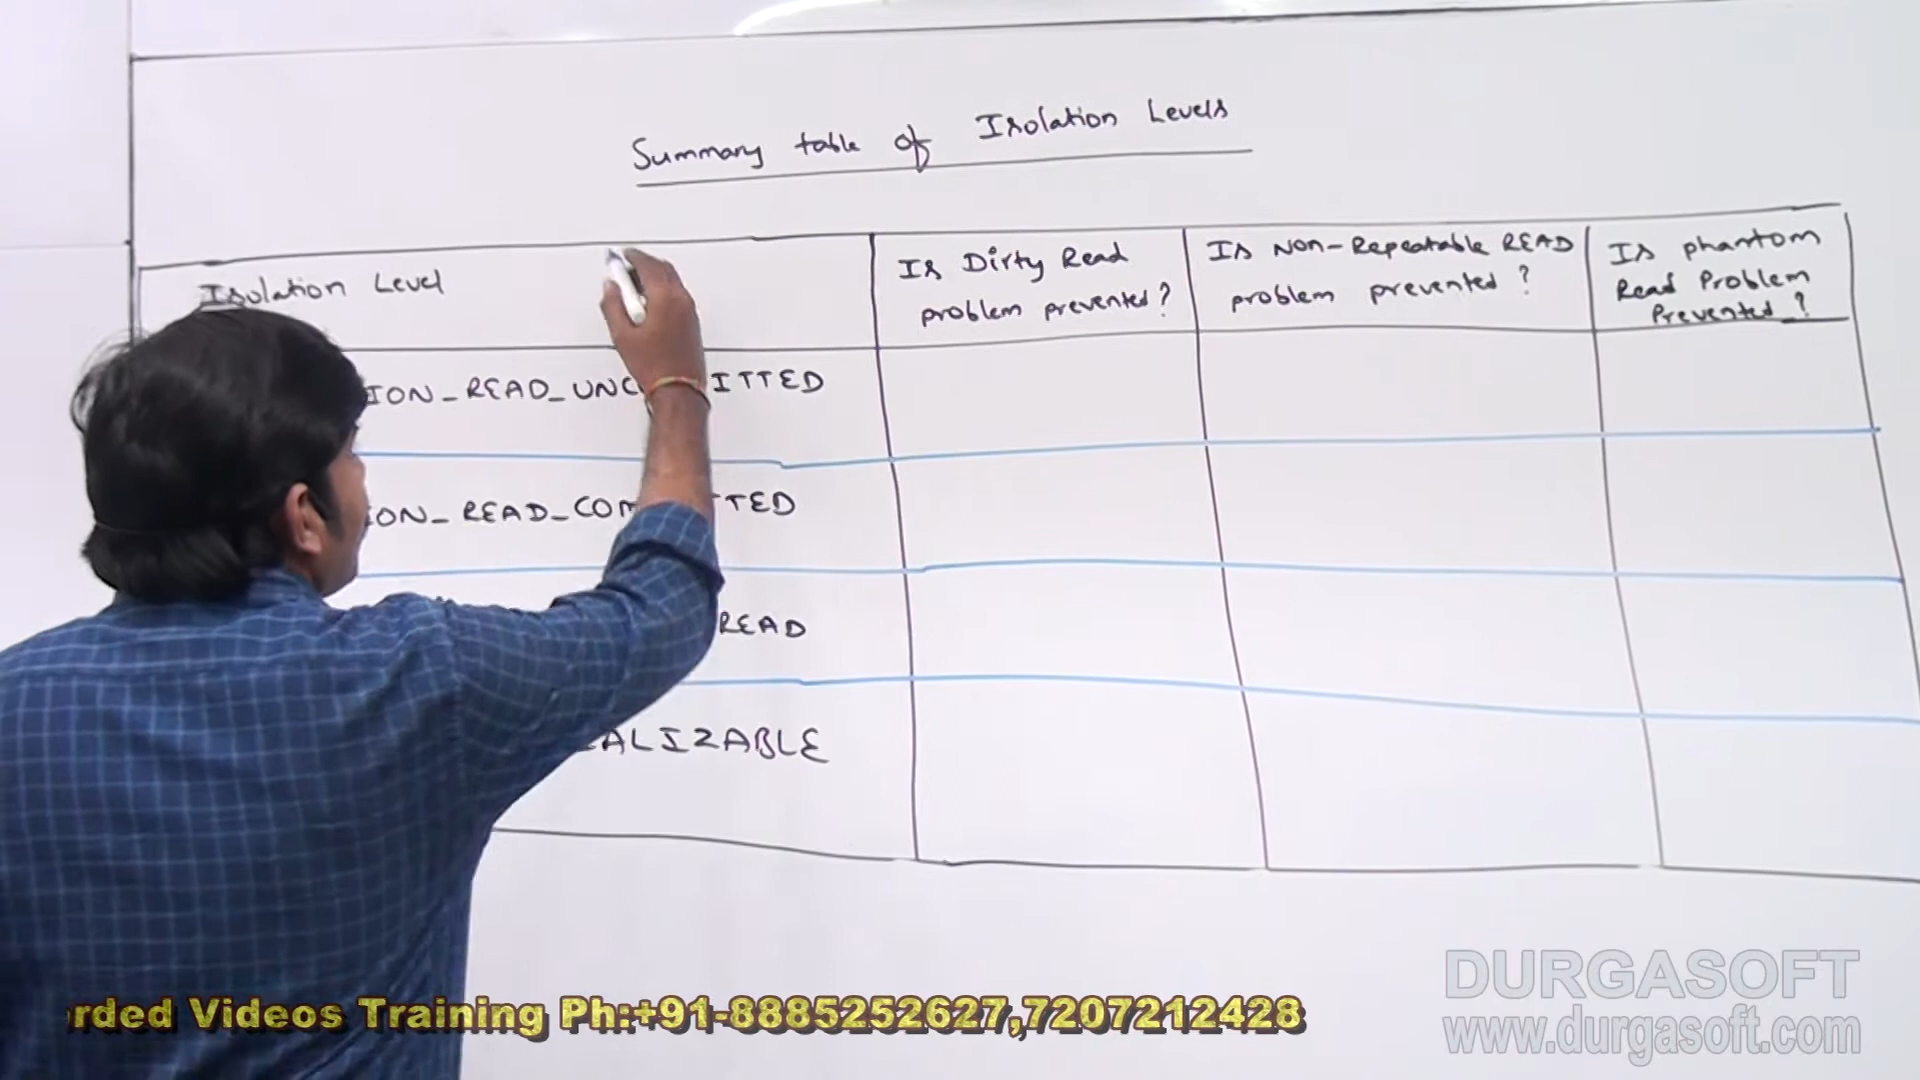 Summary table of Isolation Levels
Isolation Level
Is Dirty Read
problem prevented?
Is Non-Repeatable READ
problem prevented?
Is phantom
Read Problem
Prevented?
ION_READ_UNC ITTED
ION_READ_COM TTED
READ
ALIZABLE
rded Videos Training Ph:+91-8885252627,7207212428
DURGASOFT
www.durgasoft.com